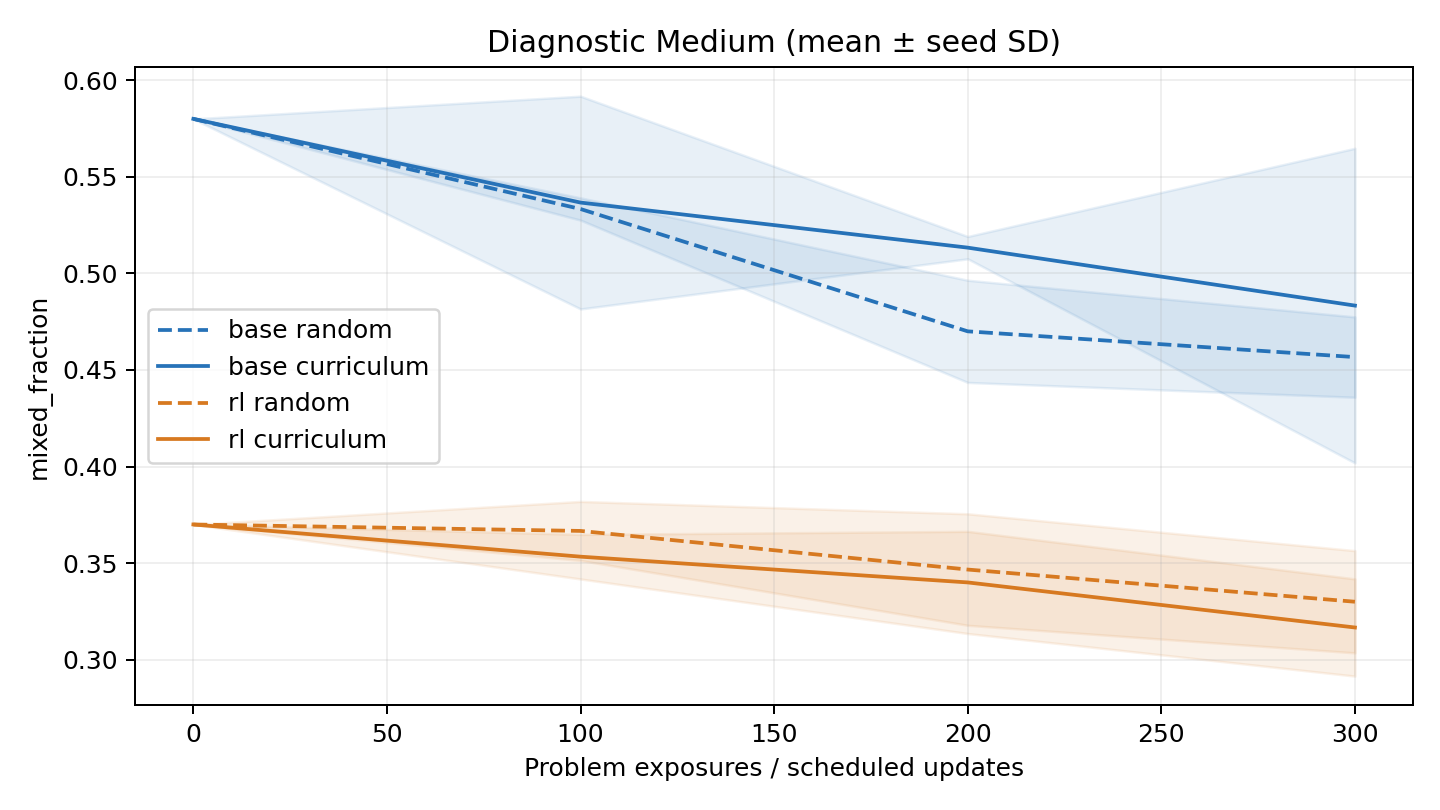 Diagnostic Medium (mean ± seed SD)
0.60
0.55
0.50
0.45
0.40
0.35
0.30
mixed_fraction
base random
base curriculum
rl random
rl curriculum
0 50 100 150 200 250 300
Problem exposures / scheduled updates